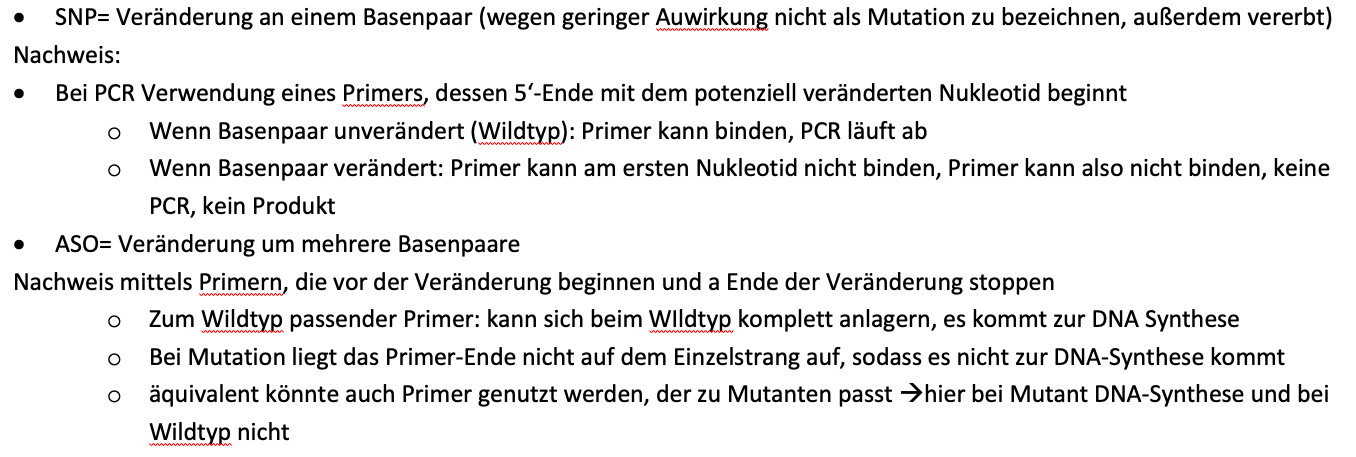 • SNP= Veränderung an einem Basenpaar (wegen geringer Auwirkung nicht als Mutation zu bezeichnen, außerdem vererbt)
Nachweis:
• Bei PCR Verwendung eines Primers, dessen 5‘-Ende mit dem potenziell veränderten Nukleotid beginnt
o Wenn Basenpaar unverändert (Wildtyp): Primer kann binden, PCR läuft ab
o Wenn Basenpaar verändert: Primer kann am ersten Nukleotid nicht binden, Primer kann also nicht binden, keine
PCR, kein Produkt
• ASO= Veränderung um mehrere Basenpaare
Nachweis mittels Primern, die vor der Veränderung beginnen und a Ende der Veränderung stoppen
o Zum Wildtyp passender Primer: kann sich beim WIldtyp komplett anlagern, es kommt zur DNA Synthese
o Bei Mutation liegt das Primer-Ende nicht auf dem Einzelstrang auf, sodass es nicht zur DNA-Synthese kommt
o äquivalent könnte auch Primer genutzt werden, der zu Mutanten passt →hier bei Mutant DNA-Synthese und bei
Wildtyp nicht